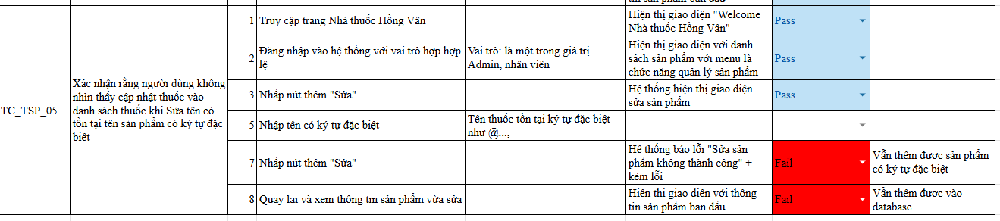 1 Truy cập trang Nhà thuốc Hồng Vân
Hiện thị giao diện "Welcome
Nhà thuốc Hồng Vân"
Pass
2 Đăng nhập vào hệ thống với vai trò hợp hợp
lệ
Vai trò: là một trong giá trị
Admin, nhân viên
Hiện thị giao diện với danh
sách sản phẩm với menu là
chức năng quản lý sản phẩm
Pass
TC_TSP_05
Xác nhận rằng người dùng không
nhìn thấy cập nhật thuốc vào
danh sách thuốc khi Sửa tên có
tồn tại tên sản phẩm có ký tự đặc
biệt
3 Nhấp nút thêm "Sửa"
Hệ thống hiện thị giao diện
sửa sản phẩm
Pass
5 Nhập tên có ký tự đặc biệt
Tên thuốc tồn tại ký tự đặc biệt
như @...,
7 Nhấp nút thêm "Sửa"
Hệ thống báo lỗi "Sửa sản
phẩm không thành công" +
kèm lỗi
Fail
Vẫn thêm được sản phẩm
có ký tự đặc biệt
8 Quay lại và xem thông tin sản phẩm vừa sửa
Hiện thị giao diện với thông
tin sản phẩm ban đầu
Fail
Vẫn thêm được vào
database